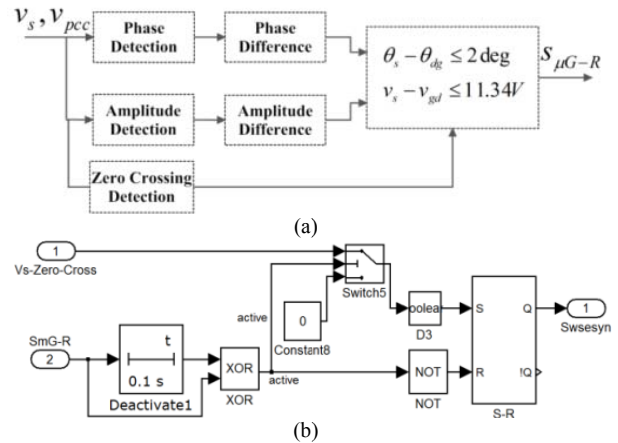 v_s, v_pcc
Phase
Detection
Phase
Difference
θ_s − θ_dg ≤ 2 deg
v_s − v_gd ≤ 11.34V
S_μG−R
Amplitude
Detection
Amplitude
Difference
Zero Crossing
Detection
(a)
1
Vs-Zero-Cross
Switch5
active
0
Constant8
oolea
D3
S
Q
1
Swsesyn
SmG-R
2
t
0.1 s
Deactivate1
XOR
XOR
active
NOT
NOT
R
!Q
S-R
(b)